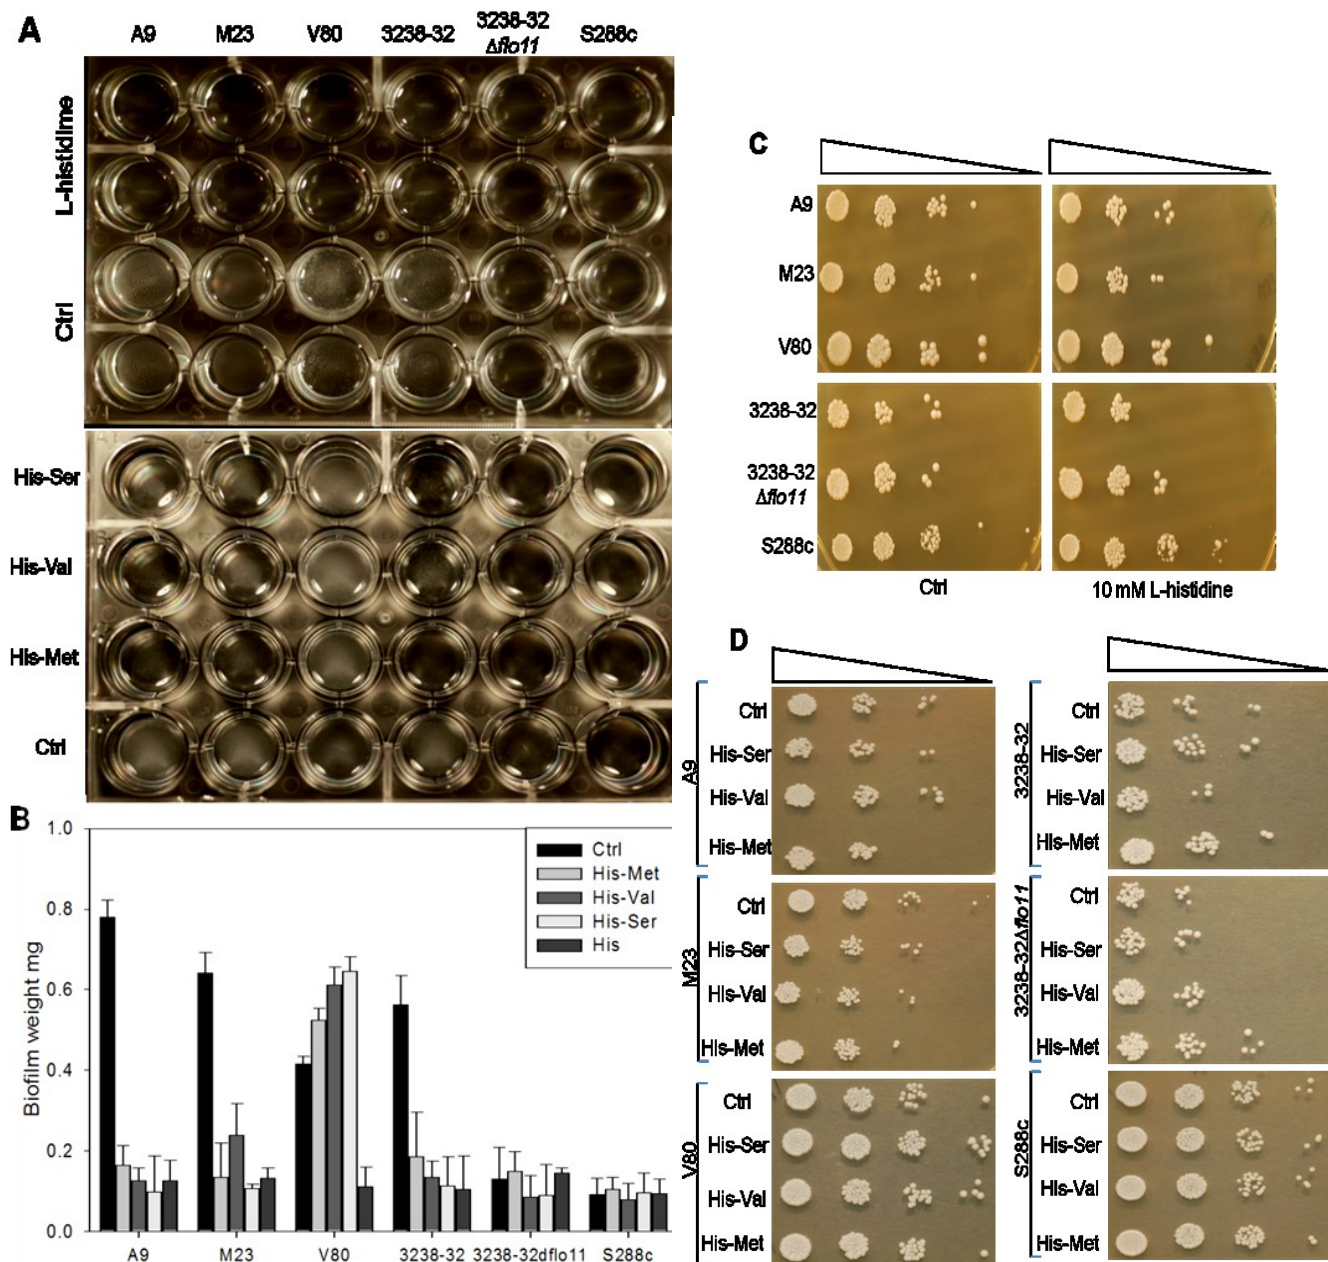 A
A9 M23 V80 3238-32 3238-32 Δflo11 S288c
L-histidime
Ctrl
His-Ser
His-Val
His-Met
Ctrl
B
1.0
0.8
0.6
0.4
0.2
0.0
Biofilm weight mg
Ctrl
His-Met
His-Val
His-Ser
His
A9 M23 V80 3238-32 3238-32dflo11 S288c
C
A9
M23
V80
3238-32
3238-32
Δflo11
S288c
Ctrl 10 mM L-histidine
D
A9
Ctrl
His-Ser
His-Val
His-Met
M23
Ctrl
His-Ser
His-Val
His-Met
V80
Ctrl
His-Ser
His-Val
His-Met
3238-32
Ctrl
His-Ser
His-Val
His-Met
3238-32Δflo11
Ctrl
His-Ser
His-Val
His-Met
S288c
Ctrl
His-Ser
His-Val
His-Met